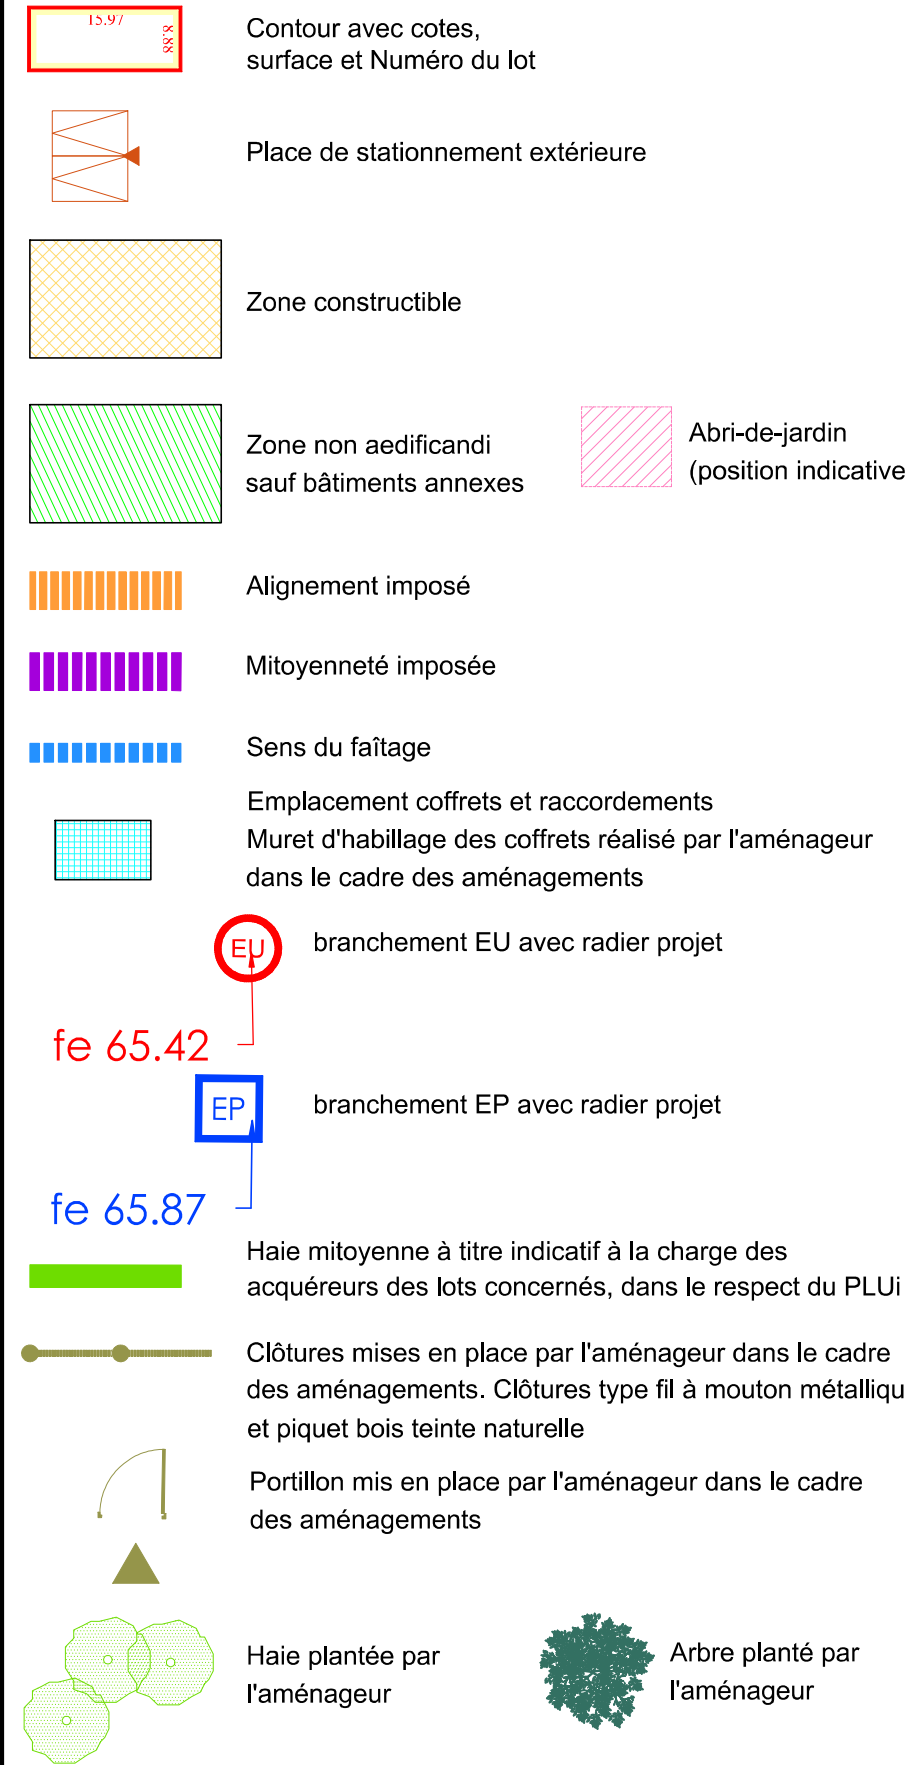 15.97
8.88
Contour avec cotes,
surface et Numéro du lot
Place de stationnement extérieure
Zone constructible
Zone non aedificandi
sauf bâtiments annexes
Abri-de-jardin
(position indicative
Alignement imposé
Mitoyenneté imposée
Sens du faîtage
Emplacement coffrets et raccordements
Muret d'habillage des coffrets réalisé par l'aménageur
dans le cadre des aménagements
EU
branchement EU avec radier projet
fe 65.42
EP
branchement EP avec radier projet
fe 65.87
Haie mitoyenne à titre indicatif à la charge des
acquéreurs des lots concernés, dans le respect du PLUi
Clôtures mises en place par l'aménageur dans le cadre
des aménagements. Clôtures type fil à mouton métalliqu
et piquet bois teinte naturelle
Portillon mis en place par l'aménageur dans le cadre
des aménagements
Haie plantée par
l'aménageur
Arbre planté par
l'aménageur